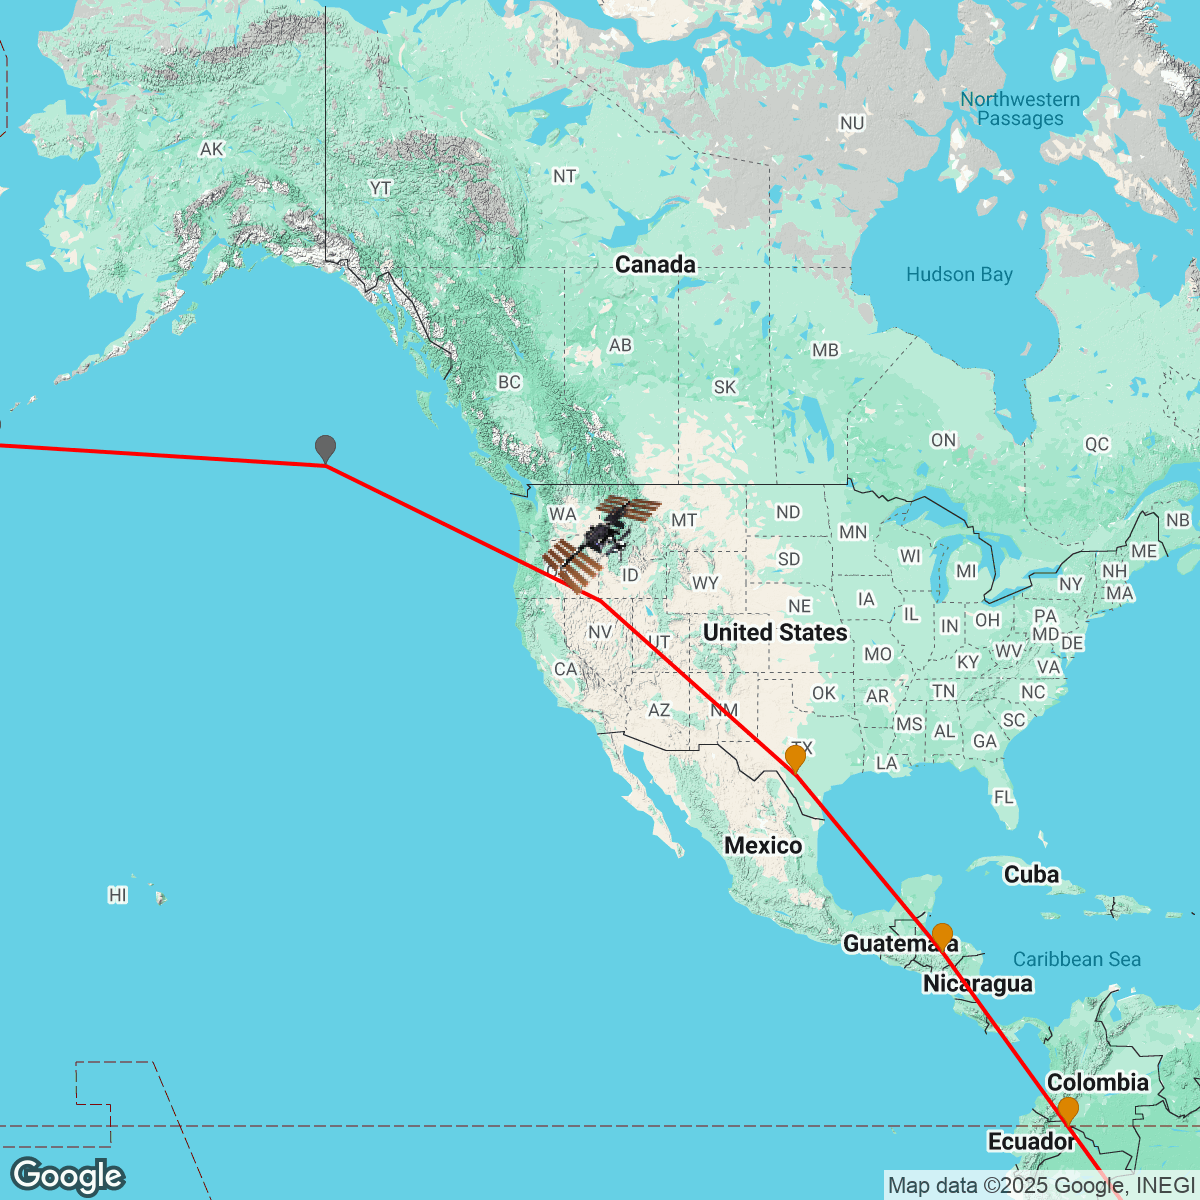 Northwestern
Passages
NU
AK
YT
NT
Canada
Hudson Bay
AB
MB
BC
SK
ON
QC
WA
MT
ND
MN
NB
ME
WI
SD
MI
ID
WY
NH
NY
MA
NE
IA
IL
IN
OH
PA
MD
DE
NV
United States
UT
MO
KY
WV
VA
CA
OK
AR
TN
NC
AZ
NM
MS
AL
SC
GA
TX
LA
FL
Mexico
Cuba
HI
Guatemala
Caribbean Sea
Nicaragua
Colombia
Ecuador
Google
Map data ©2025 Google, INEGI